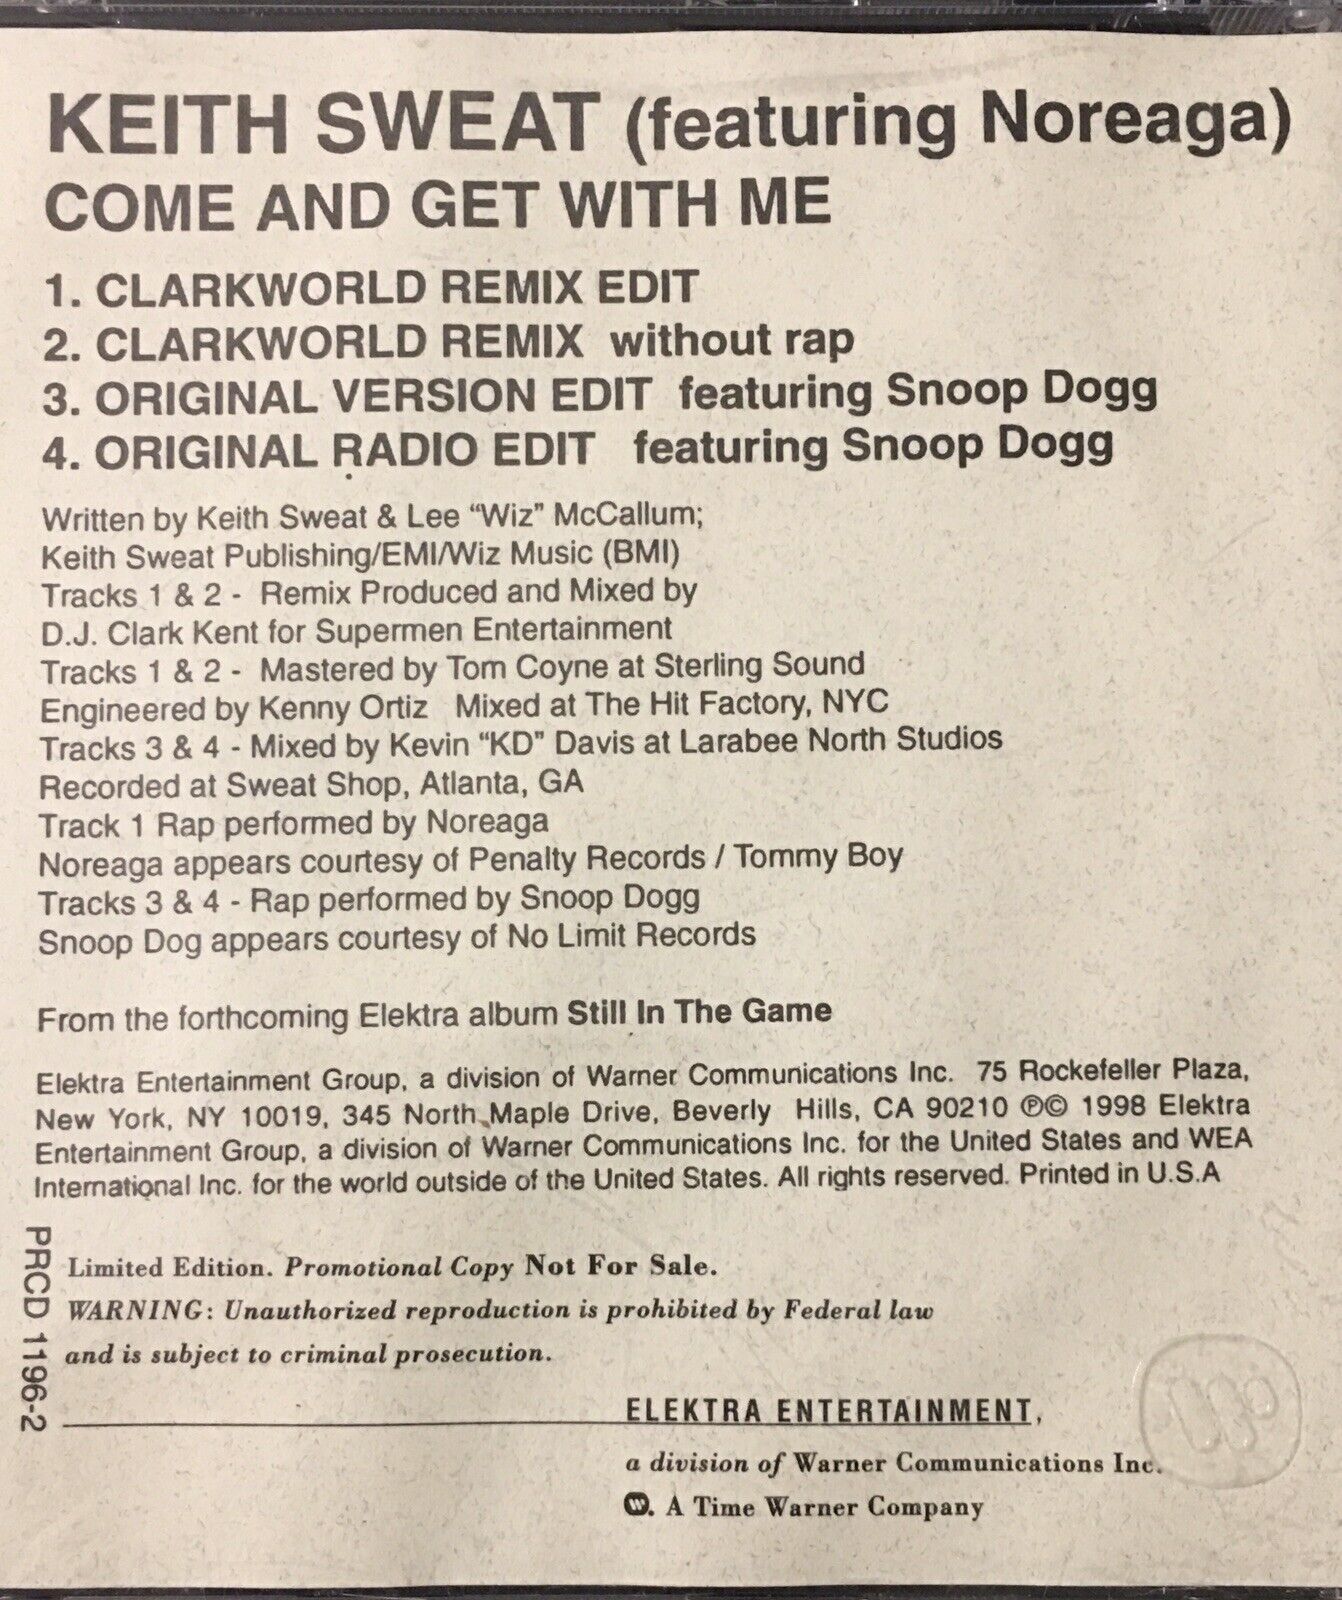 KEITH SWEAT (featuring Noreaga)
COME AND GET WITH ME
1. CLARKWORLD REMIX EDIT
2. CLARKWORLD REMIX without rap
3. ORIGINAL VERSION EDIT featuring Snoop Dogg
4. ORIGINAL RADIO EDIT featuring Snoop Dogg
Written by Keith Sweat & Lee “Wiz” McCallum;
Keith Sweat Publishing/EMI/Wiz Music (BMI)
Tracks 1 & 2 - Remix Produced and Mixed by
D.J. Clark Kent for Supermen Entertainment
Tracks 1 & 2 - Mastered by Tom Coyne at Sterling Sound
Engineered by Kenny Ortiz Mixed at The Hit Factory, NYC
Tracks 3 & 4 - Mixed by Kevin “KD” Davis at Larabee North Studios
Recorded at Sweat Shop, Atlanta, GA
Track 1 Rap performed by Noreaga
Noreaga appears courtesy of Penalty Records / Tommy Boy
Tracks 3 & 4 - Rap performed by Snoop Dogg
Snoop Dog appears courtesy of No Limit Records
From the forthcoming Elektra album Still In The Game
Elektra Entertainment Group, a division of Warner Communications Inc. 75 Rockefeller Plaza,
New York, NY 10019, 345 North Maple Drive, Beverly Hills, CA 90210 ℗© 1998 Elektra
Entertainment Group, a division of Warner Communications Inc. for the United States and WEA
International Inc. for the world outside of the United States. All rights reserved. Printed in U.S.A
PRCD 1196-2
Limited Edition. Promotional Copy Not For Sale.
WARNING: Unauthorized reproduction is prohibited by Federal law
and is subject to criminal prosecution.
ELEKTRA ENTERTAINMENT,
a division of Warner Communications Inc.
W. A Time Warner Company